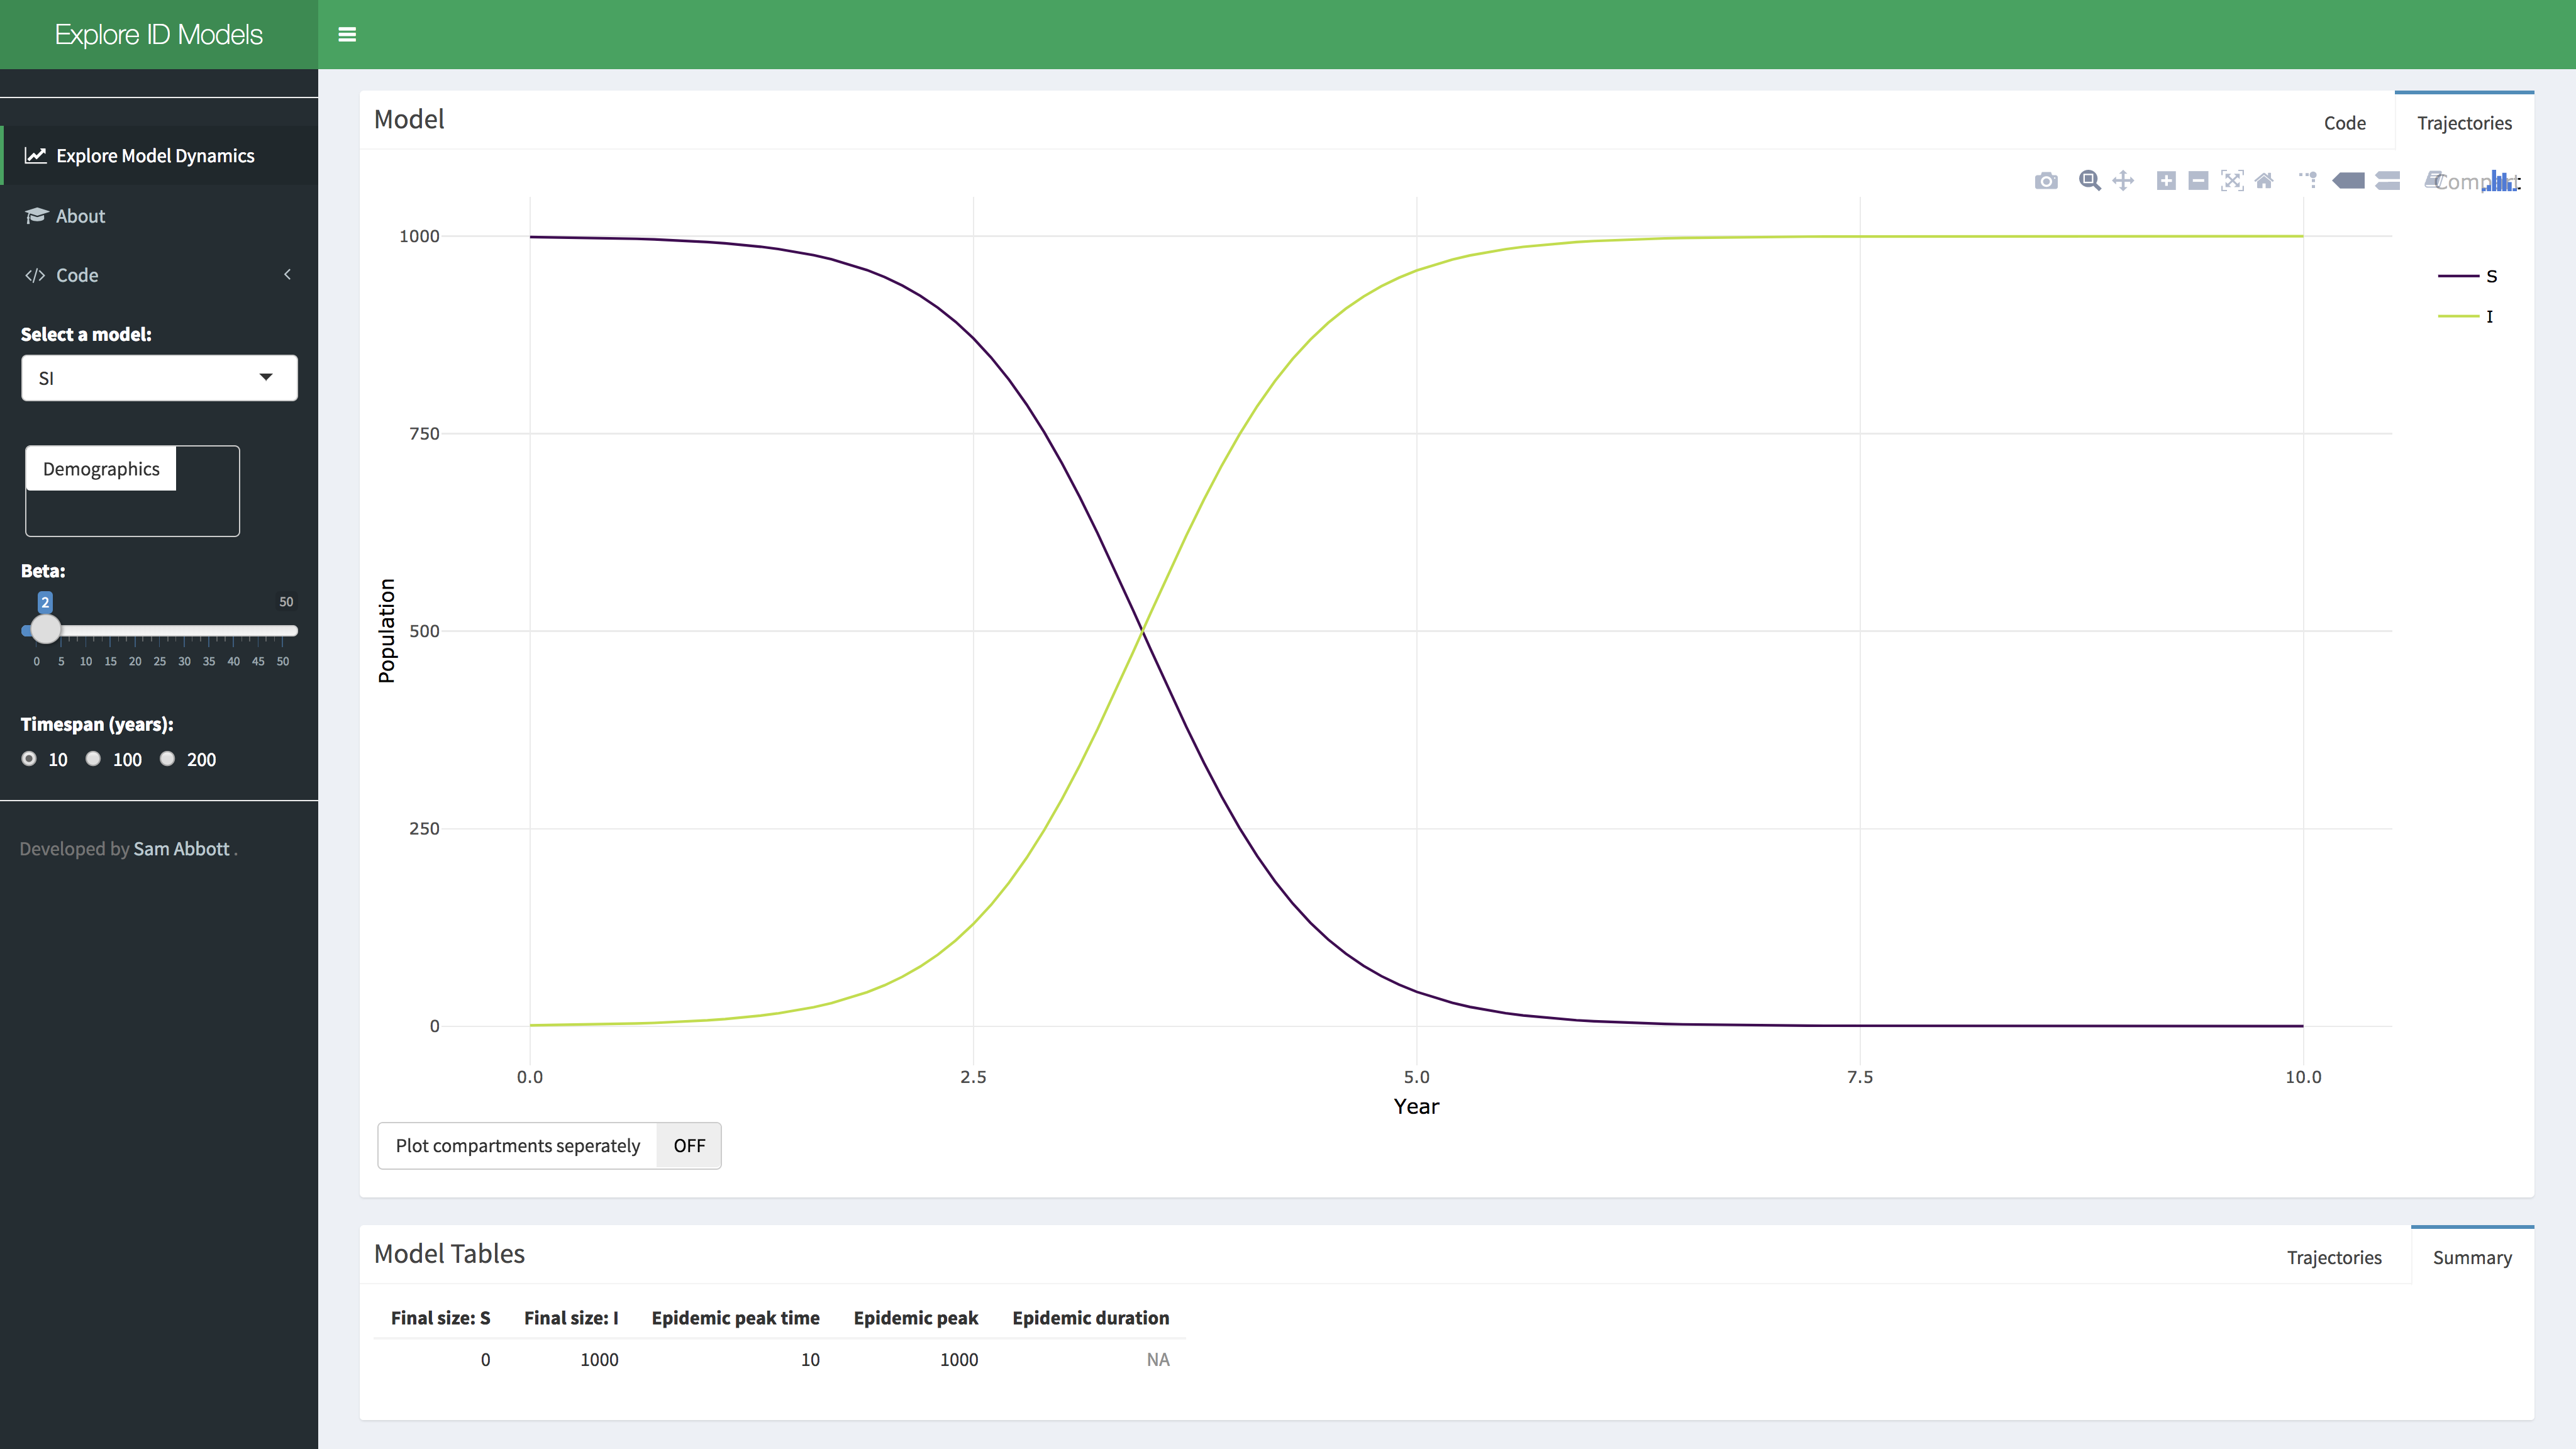 Explore ID Models
Explore Model Dynamics
About
Code
Select a model:
SI
Demographics
Beta:
2
50
0 5 10 15 20 25 30 35 40 45 50
Timespan (years):
10 100 200
Developed by Sam Abbott .
Model
Code Trajectories
S
I
1000
750
500
250
0
Population
0.0 2.5 5.0 7.5 10.0
Year
Plot compartments seperately OFF
Model Tables
Trajectories Summary
Final size: S Final size: I Epidemic peak time Epidemic peak Epidemic duration
0 1000 10 1000 NA